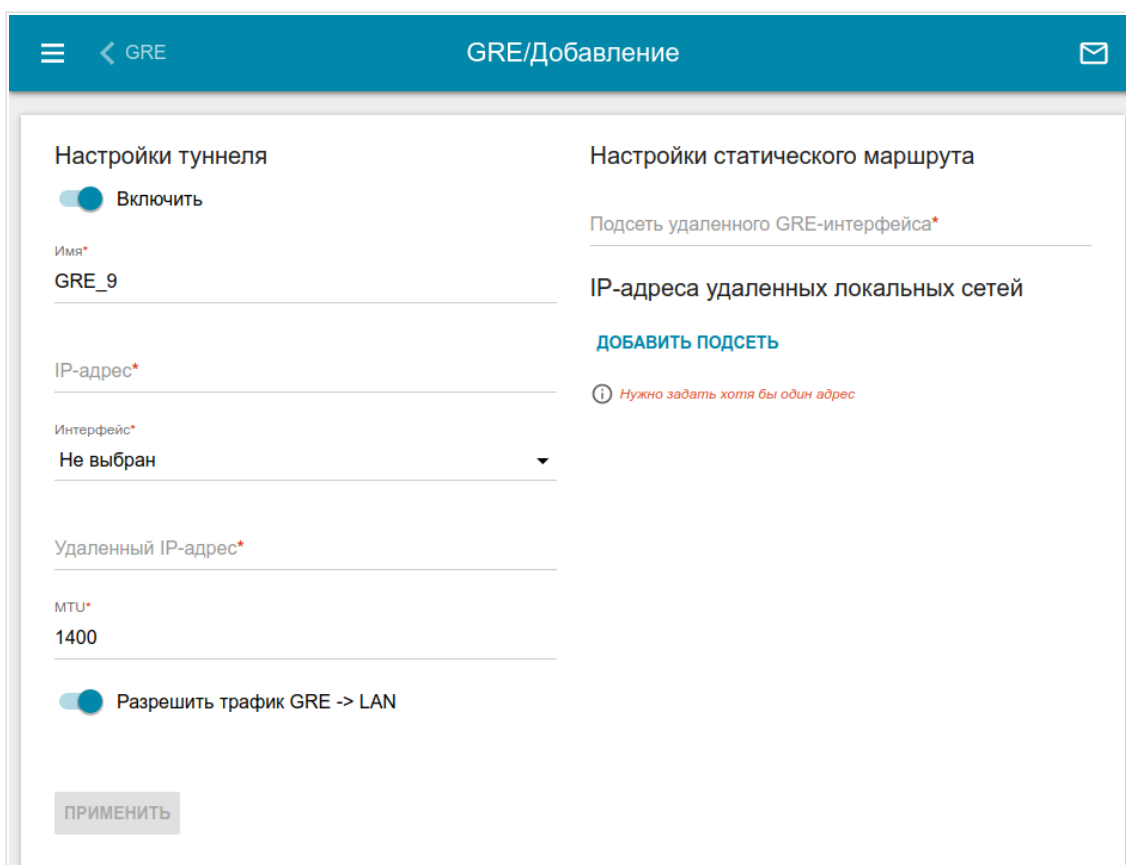 GRE
GRE/Добавление
Настройки туннеля
Включить
Имя*
GRE_9
IP-адрес*
Интерфейс*
Не выбран
Удаленный IP-адрес*
MTU*
1400
Разрешить трафик GRE -> LAN
ПРИМЕНИТЬ
Настройки статического маршрута
Подсеть удаленного GRE-интерфейса*
IP-адреса удаленных локальных сетей
ДОБАВИТЬ ПОДСЕТЬ
Нужно задать хотя бы один адрес